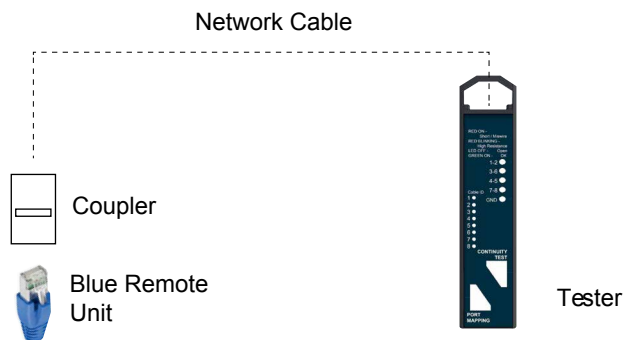 Network Cable
RED ON -
Short / Miswire
RED BLINKING -
High Resistance
LED OFF - Open
GREEN ON - OK
1-2
3-6
4-5
7-8
GND
Cable ID
1
2
3
4
5
6
7
8
CONTINUITY
TEST
PORT
MAPPING
Coupler
Blue Remote
Unit
Tester